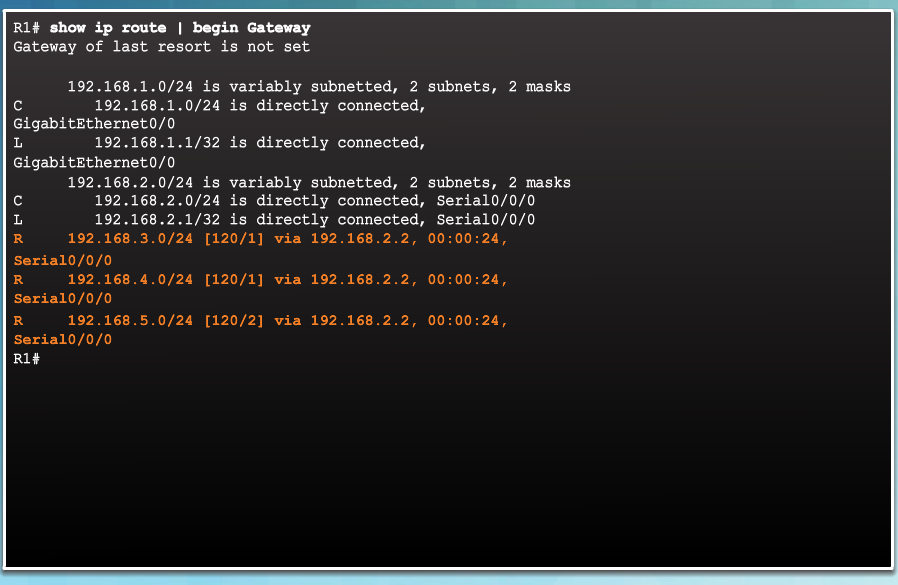 R1# show ip route | begin Gateway
Gateway of last resort is not set
192.168.1.0/24 is variably subnetted, 2 subnets, 2 masks
C 192.168.1.0/24 is directly connected,
GigabitEthernet0/0
L 192.168.1.1/32 is directly connected,
GigabitEthernet0/0
192.168.2.0/24 is variably subnetted, 2 subnets, 2 masks
C 192.168.2.0/24 is directly connected, Serial0/0/0
L 192.168.2.1/32 is directly connected, Serial0/0/0
R 192.168.3.0/24 [120/1] via 192.168.2.2, 00:00:24,
Serial0/0/0
R 192.168.4.0/24 [120/1] via 192.168.2.2, 00:00:24,
Serial0/0/0
R 192.168.5.0/24 [120/2] via 192.168.2.2, 00:00:24,
Serial0/0/0
R1#